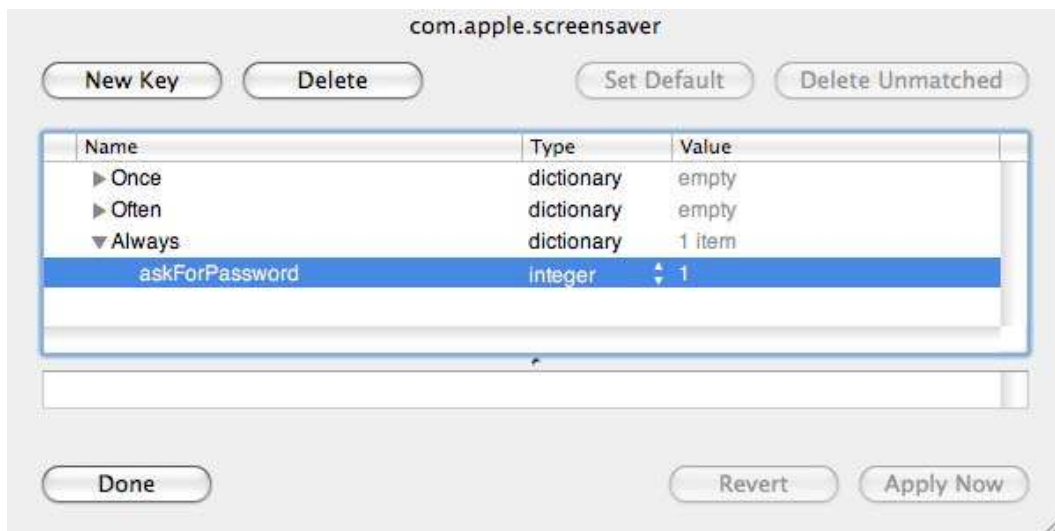 com.apple.screensaver
New Key Delete Set Default Delete Unmatched
Name Type Value
Once dictionary empty
Often dictionary empty
Always dictionary 1 item
askForPassword integer 1
Done Revert Apply Now